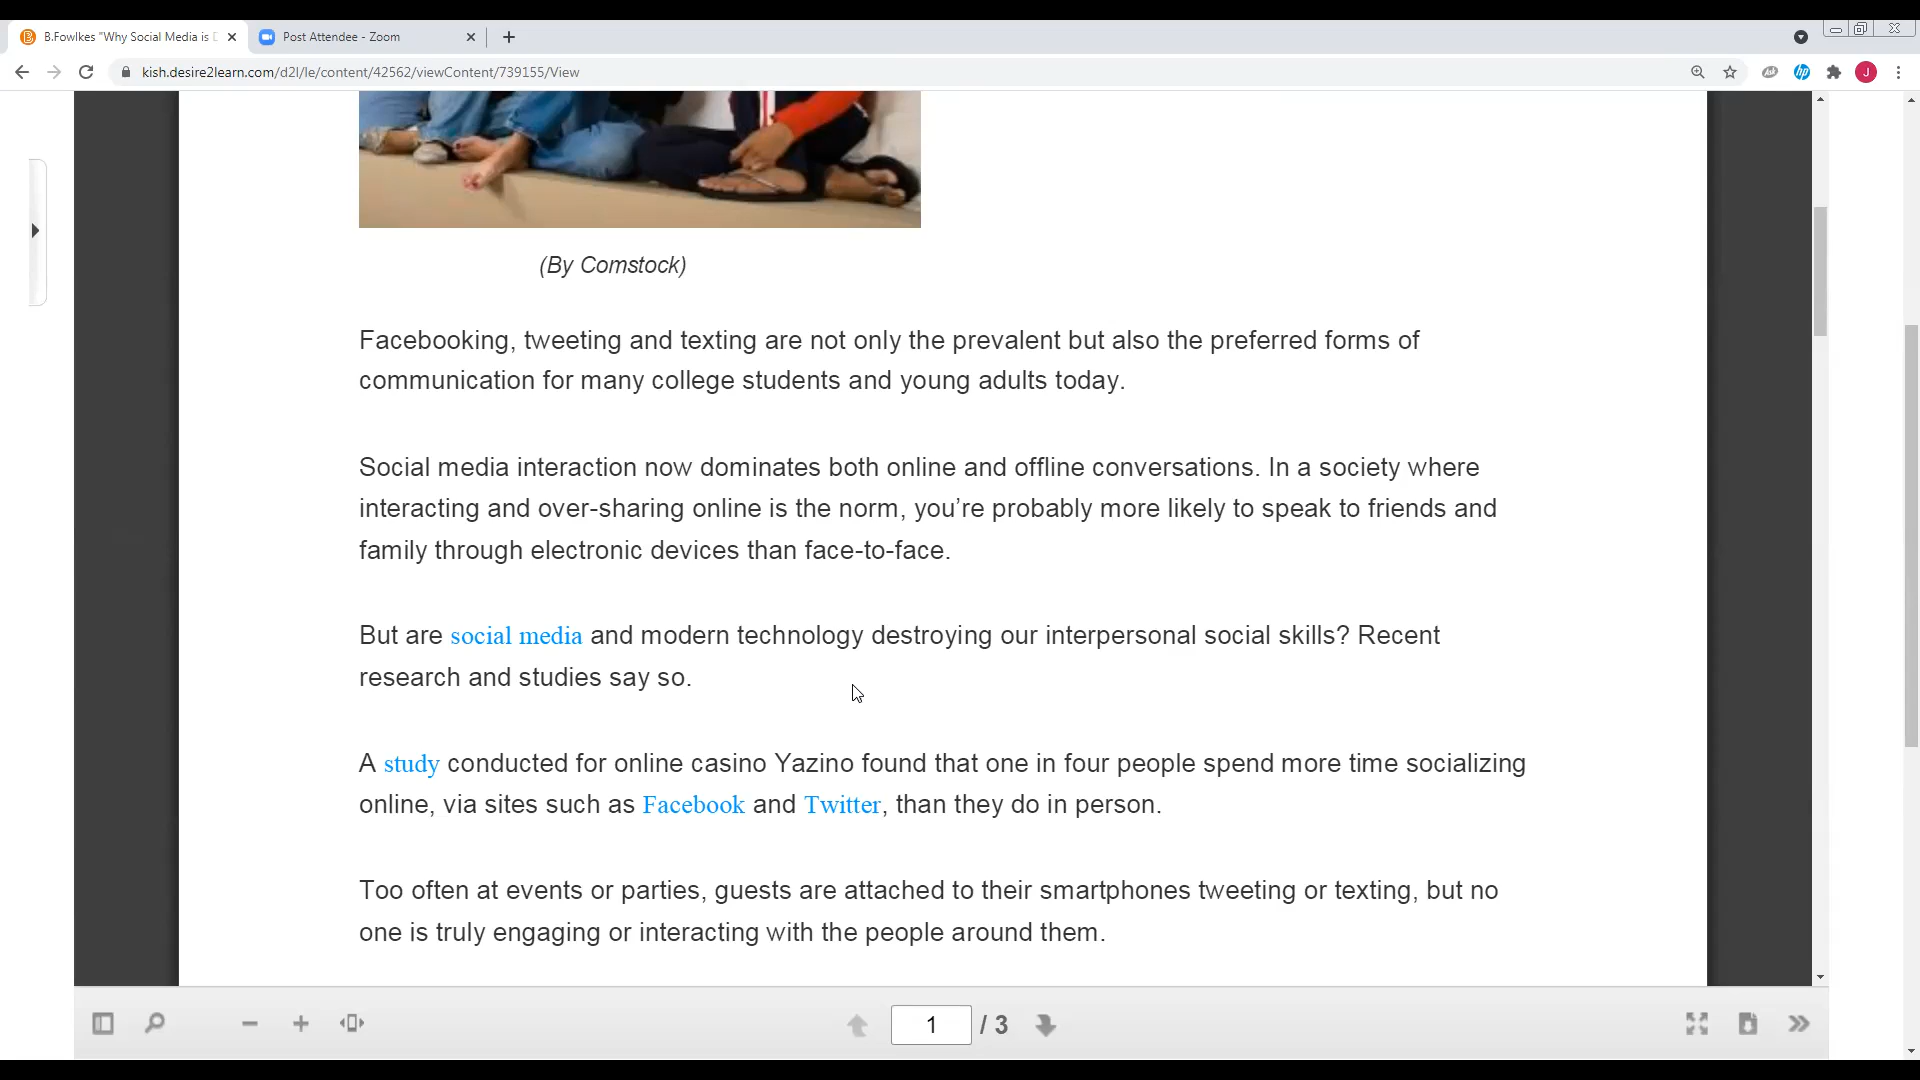 B.Fowlkes "Why Social Media is
Post Attendee - Zoom
kish.desire2learn.com/d2l/le/content/42562/viewContent/739155/View
hp
J
(By Comstock)
Facebooking, tweeting and texting are not only the prevalent but also the preferred forms of
communication for many college students and young adults today.
Social media interaction now dominates both online and offline conversations. In a society where
interacting and over-sharing online is the norm, you’re probably more likely to speak to friends and
family through electronic devices than face-to-face.
But are social media and modern technology destroying our interpersonal social skills? Recent
research and studies say so.
A study conducted for online casino Yazino found that one in four people spend more time socializing
online, via sites such as Facebook and Twitter, than they do in person.
Too often at events or parties, guests are attached to their smartphones tweeting or texting, but no
one is truly engaging or interacting with the people around them.
1 / 3